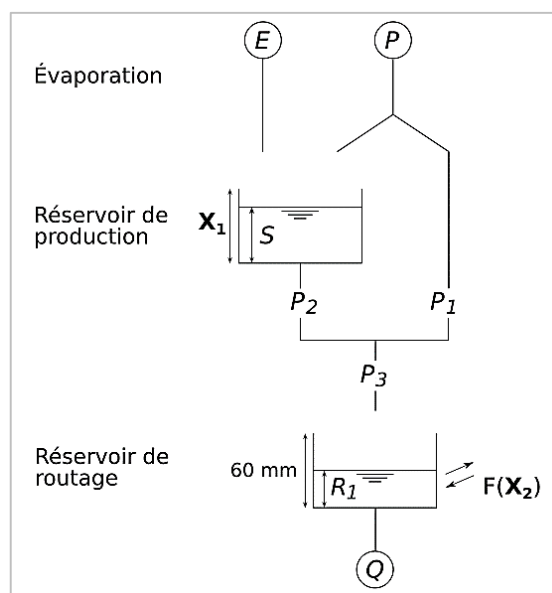 E P
Évaporation
Réservoir de
production
X1 S
P2 P1
P3
Réservoir de
routage
60 mm R1 F(X2)
Q